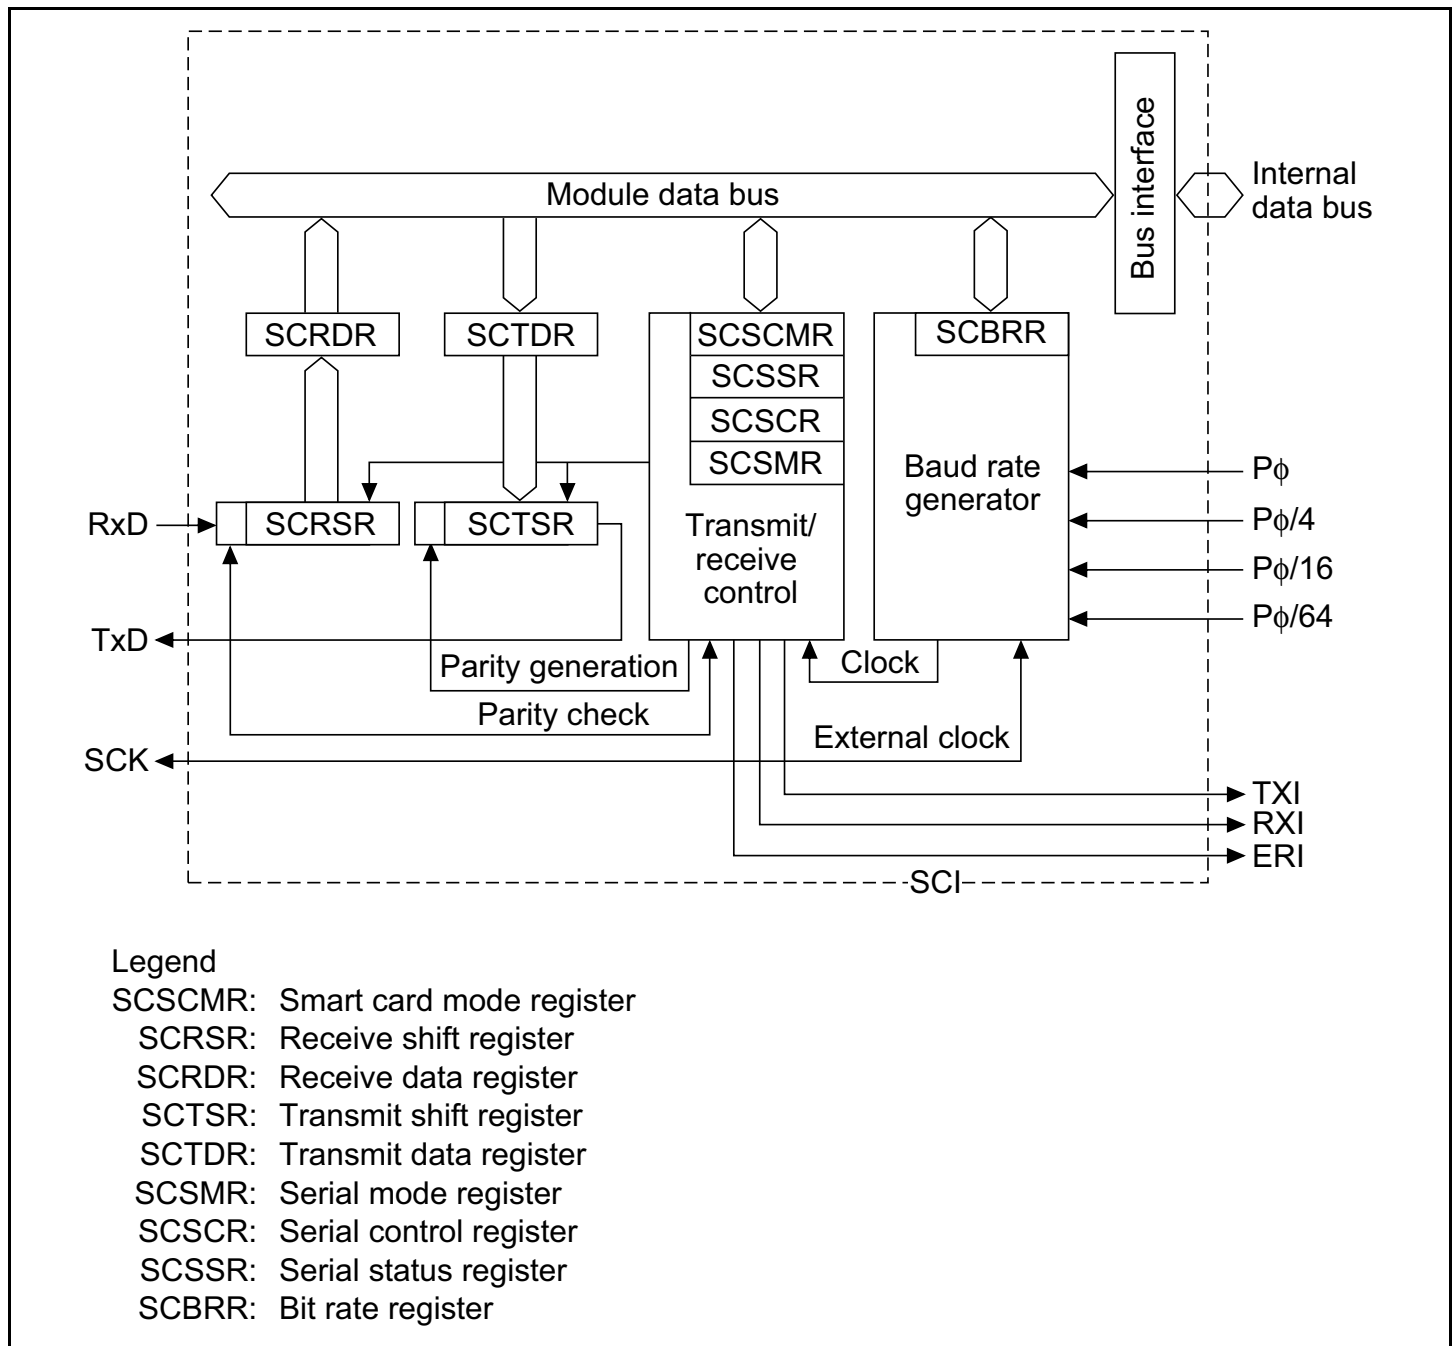 Bus interface
Internal
data bus
Module data bus
SCRDR
SCTDR
SCSCMR
SCSSR
SCSCR
SCSMR
SCBRR
Baud rate
generator
Pϕ
Pϕ/4
Pϕ/16
Pϕ/64
RxD
SCRSR
SCTSR
Transmit/
receive
control
TxD
Parity generation
Clock
Parity check
External clock
SCK
TXI
RXI
ERI
SCI
Legend
SCSCMR: Smart card mode register
SCRSR: Receive shift register
SCRDR: Receive data register
SCTSR: Transmit shift register
SCTDR: Transmit data register
SCSMR: Serial mode register
SCSCR: Serial control register
SCSSR: Serial status register
SCBRR: Bit rate register